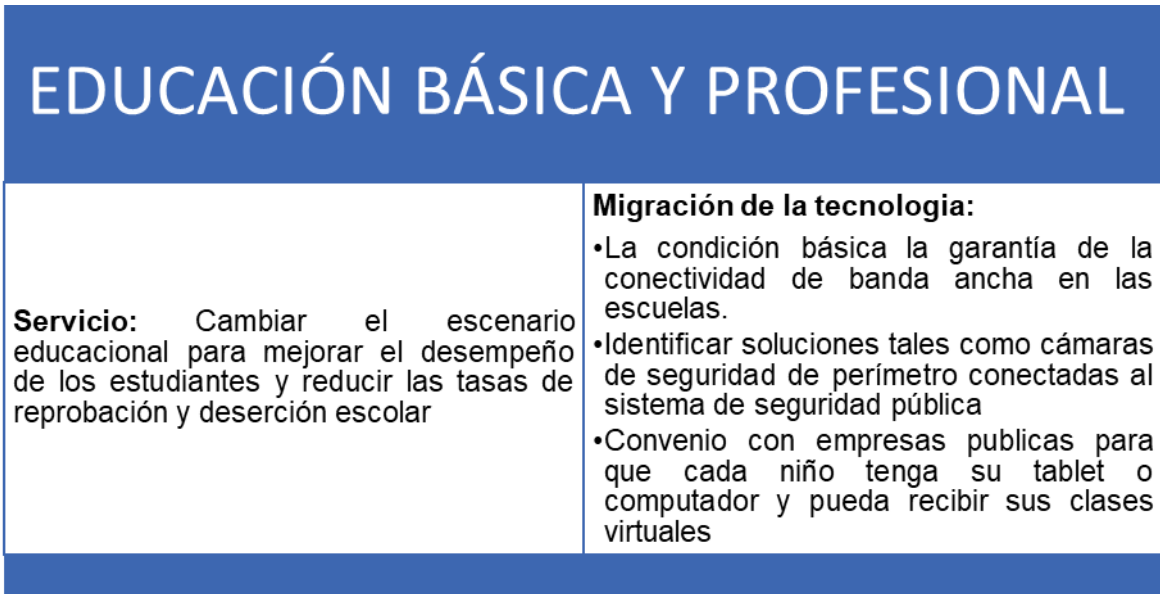 EDUCACIÓN BÁSICA Y PROFESIONAL
Servicio: Cambiar el escenario
educacional para mejorar el desempeño
de los estudiantes y reducir las tasas de
reprobación y deserción escolar
Migración de la tecnologia:
•La condición básica la garantía de la
conectividad de banda ancha en las
escuelas.
•Identificar soluciones tales como cámaras
de seguridad de perímetro conectadas al
sistema de seguridad pública
•Convenio con empresas publicas para
que cada niño tenga su tablet o
computador y pueda recibir sus clases
virtuales